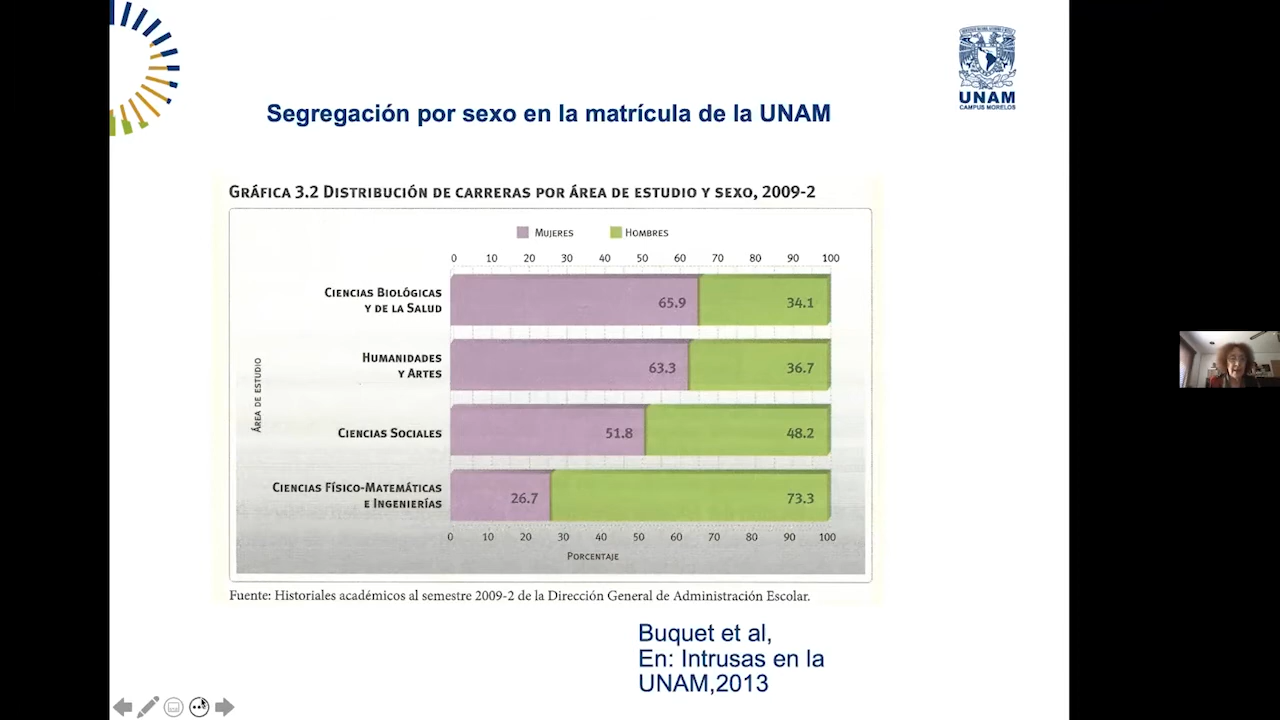 UNAM
CAMPUS MORELOS
Segregación por sexo en la matrícula de la UNAM
GRÁFICA 3.2 DISTRIBUCIÓN DE CARRERAS POR ÁREA DE ESTUDIO Y SEXO, 2009-2
MUJERES HOMBRES
0 10 20 30 40 50 60 70 80 90 100
CIENCIAS BIOLÓGICAS
Y DE LA SALUD
65.9 34.1
HUMANIDADES
Y ARTES
63.3 36.7
CIENCIAS SOCIALES
51.8 48.2
CIENCIAS FÍSICO-MATEMÁTICAS
E INGENIERÍAS
26.7 73.3
ÁREA DE ESTUDIO
0 10 20 30 40 50 60 70 80 90 100
PORCENTAJE
Fuente: Historiales académicos al semestre 2009-2 de la Dirección General de Administración Escolar.
Buquet et al,
En: Intrusas en la
UNAM,2013